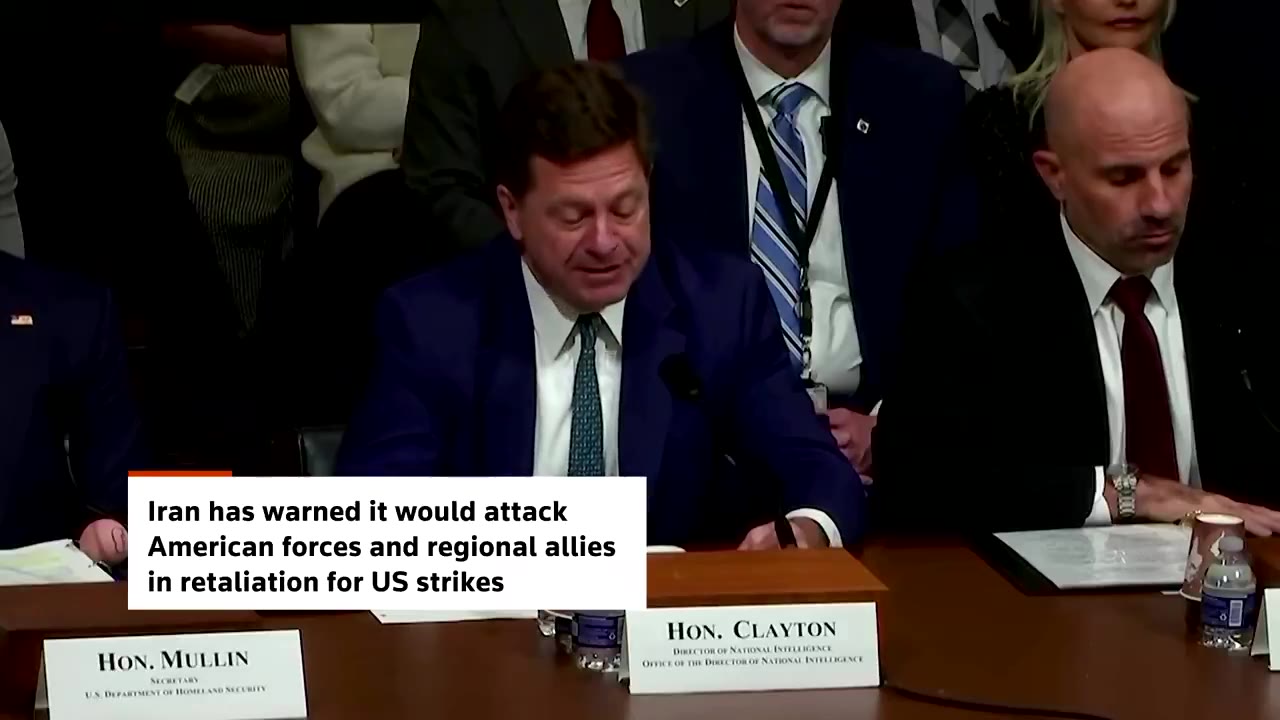 Iran has warned it would attack
American forces and regional allies
in retaliation for US strikes
HON. MULLIN
SECRETARY
U.S. DEPARTMENT OF HOMELAND SECURITY
HON. CLAYTON
DIRECTOR OF NATIONAL INTELLIGENCE
OFFICE OF THE DIRECTOR OF NATIONAL INTELLIGENCE